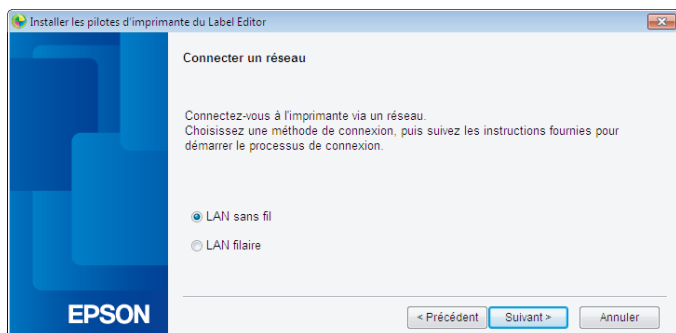 Installer les pilotes d'imprimante du Label Editor
Connecter un réseau
Connectez-vous à l'imprimante via un réseau.
Choisissez une méthode de connexion, puis suivez les instructions fournies pour
démarrer le processus de connexion.
LAN sans fil
LAN filaire
EPSON
< Précédent
Suivant >
Annuler